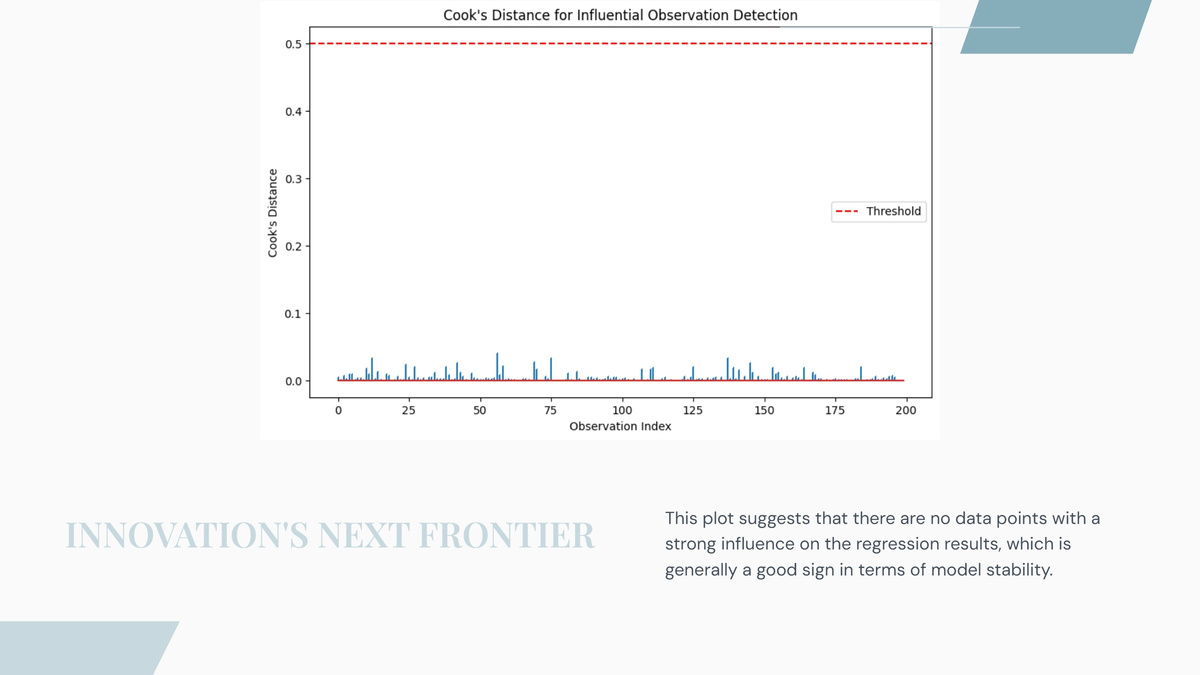 Cook's Distance for Influential Observation Detection
0.5
0.4
0.3
0.2
0.1
0.0
Cook's Distance
Threshold
0 25 50 75 100 125 150 175 200
Observation Index
INNOVATION'S NEXT FRONTIER
This plot suggests that there are no data points with a
strong influence on the regression results, which is
generally a good sign in terms of model stability.